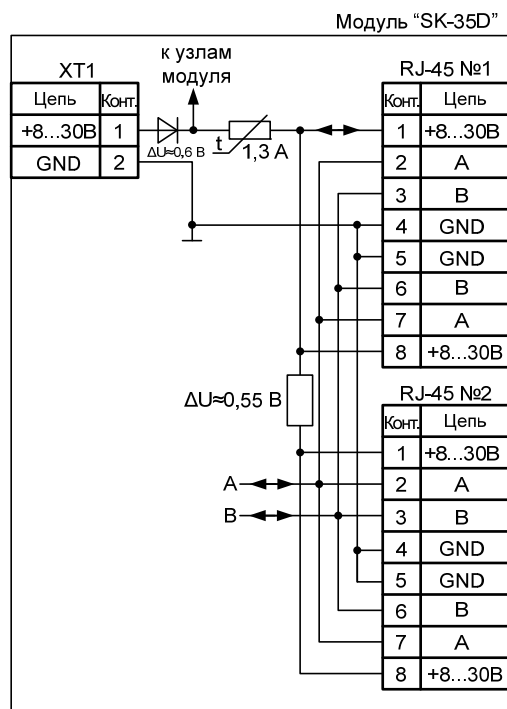 Модуль “SK-35D”
к узлам
модуля
XT1
Цепь Конт.
+8...30В 1
GND 2
ΔU≈0,6 В
t
1,3 А
RJ-45 №1
Конт. Цепь
1 +8...30В
2 A
3 B
4 GND
5 GND
6 B
7 A
8 +8...30В
ΔU≈0,55 В
A
B
RJ-45 №2
Конт. Цепь
1 +8...30В
2 A
3 B
4 GND
5 GND
6 B
7 A
8 +8...30В